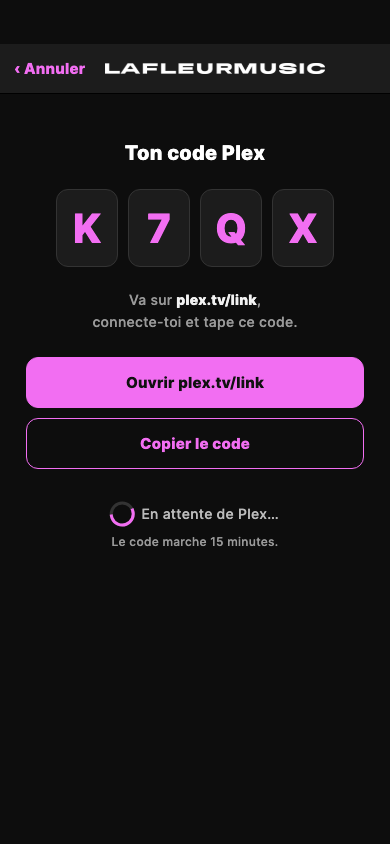 ‹ Annuler LAFLEURMUSIC
Ton code Plex
K 7 Q X
Va sur plex.tv/link,
connecte-toi et tape ce code.
Ouvrir plex.tv/link
Copier le code
En attente de Plex…
Le code marche 15 minutes.